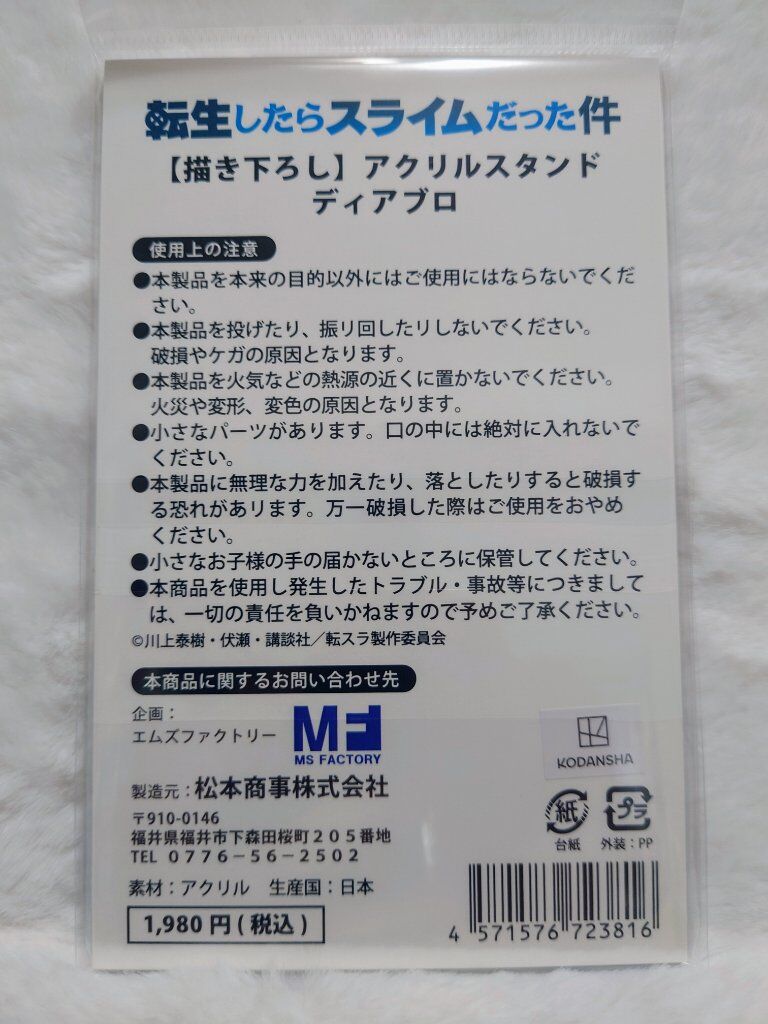 転生したらスライムだった件
【描き下ろし】アクリルスタンド
ディアブロ
使用上の注意
●本製品を本来の目的以外にはご使用にはならないでくだ
さい。
●本製品を投げたり、振り回したりしないでください。
破損やケガの原因となります。
●本製品を火気などの熱源の近くに置かないでください。
火災や変形、変色の原因となります。
●小さなパーツがあります。口の中には絶対に入れないで
ください。
●本製品に無理な力を加えたり、落としたりすると破損す
る恐れがあります。万一破損した際はご使用をおやめ
ください。
●小さなお子様の手の届かないところに保管してください。
●本商品を使用し発生したトラブル・事故等につきまして
は、一切の責任を負いかねますので予めご了承ください。
©川上泰樹・伏瀬・講談社／転スラ製作委員会
本商品に関するお問い合わせ先
企画：
エムズファクトリー
MF
MS FACTORY
KODANSHA
製造元：松本商事株式会社
〒910-0146
福井県福井市下森田桜町２０５番地
TEL ０７７６－５６－２５０２
紙
台紙
プラ
外装：PP
素材：アクリル 生産国：日本
1,980円(税込)
4 571576 723816